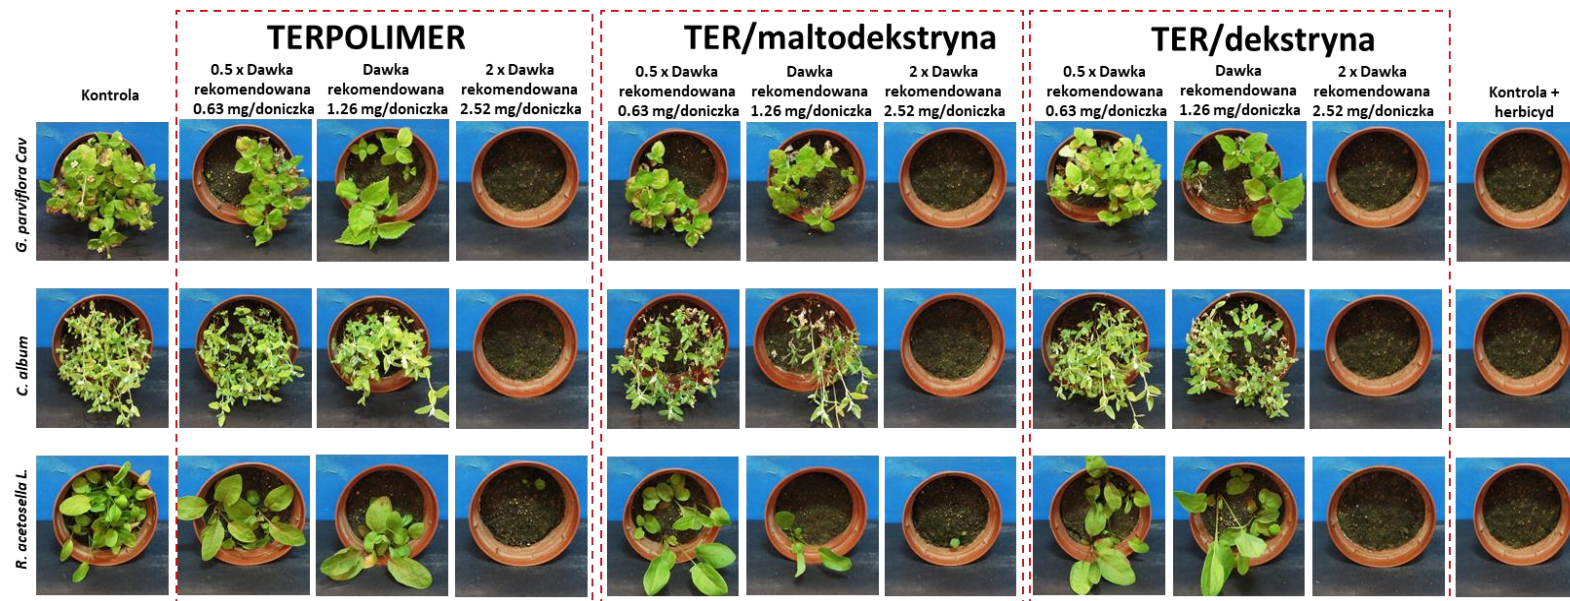 TERPOLIMER
TER/maltodekstryna
TER/dekstryna
Kontrola
0.5 x Dawka
rekomendowana
0.63 mg/doniczka
Dawka
rekomendowana
1.26 mg/doniczka
2 x Dawka
rekomendowana
2.52 mg/doniczka
0.5 x Dawka
rekomendowana
0.63 mg/doniczka
Dawka
rekomendowana
1.26 mg/doniczka
2 x Dawka
rekomendowana
2.52 mg/doniczka
0.5 x Dawka
rekomendowana
0.63 mg/doniczka
Dawka
rekomendowana
1.26 mg/doniczka
2 x Dawka
rekomendowana
2.52 mg/doniczka
Kontrola +
herbicyd
G. parviflora Cav
C. album
R. acetosella L.